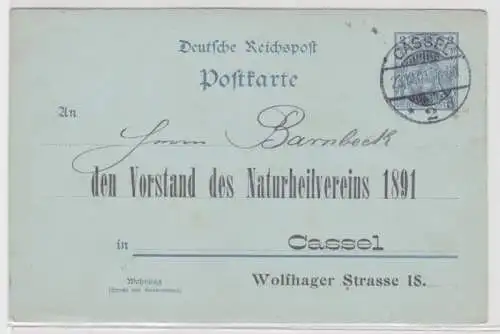 Deutsche Reichspost
Postkarte
CASSEL
2
An
Herrn Barnbeck
den Vorstand des Naturheilvereins 1891
in Cassel
Wolfhager Strasse 18.
Wohnung